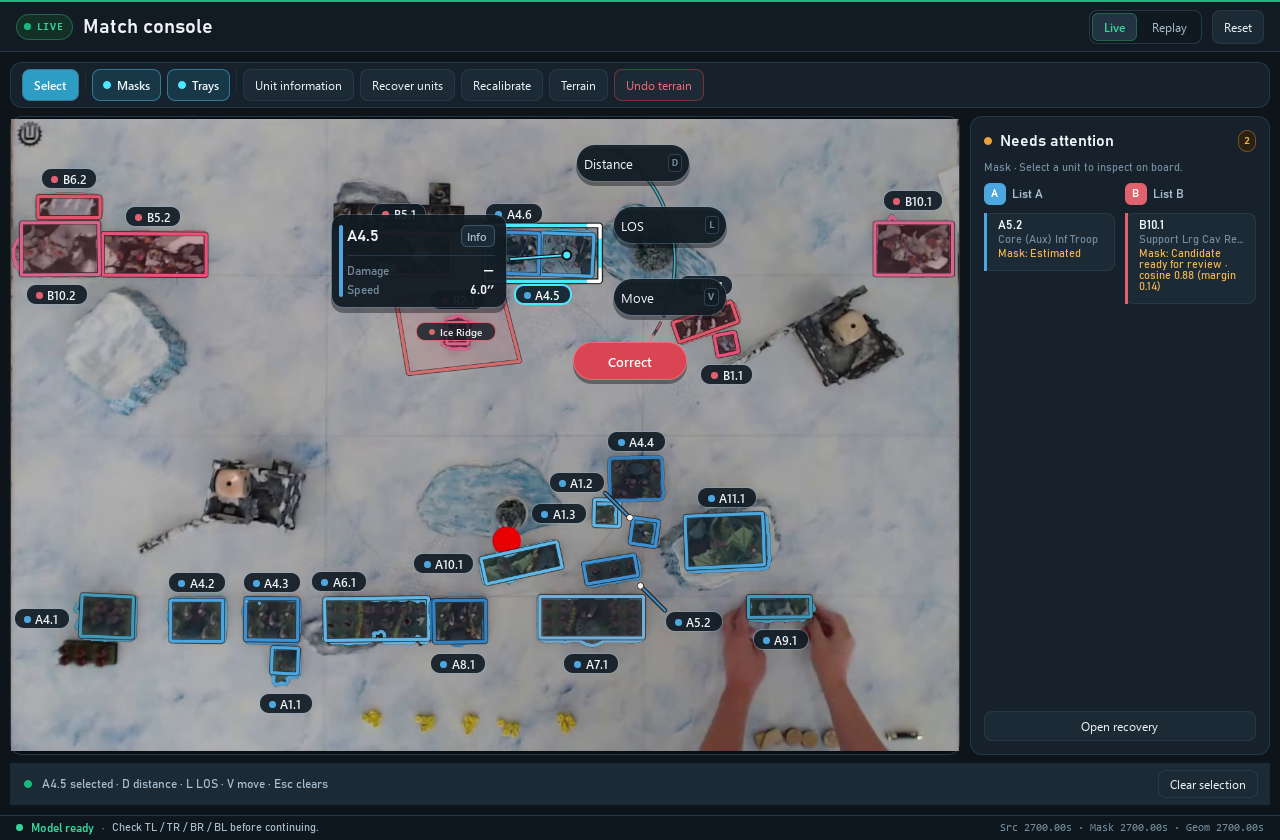 LIVE
Match console
Live
Replay
Reset
Select
Masks
Trays
Unit information
Recover units
Recalibrate
Terrain
Undo terrain
B6.2
B5.2
B10.2
B5.1
A4.6
A4.5
Info
Damage
—
Speed
6.0″
A4.5
Ice Ridge
Distance
D
LOS
L
Move
V
Correct
B1.1
B10.1
A4.4
A1.2
A1.3
A11.1
A10.1
A4.2
A4.3
A6.1
A4.1
A5.2
A9.1
A8.1
A7.1
A1.1
Needs attention
2
Mask · Select a unit to inspect on board.
A
List A
B
List B
A5.2
Core (Aux) Inf Troop
Mask: Estimated
B10.1
Support Lrg Cav Re…
Mask: Candidate
ready for review ·
cosine 0.88 (margin
0.14)
Open recovery
A4.5 selected · D distance · L LOS · V move · Esc clears
Clear selection
Model ready · Check TL / TR / BR / BL before continuing.
Src 2700.00s · Mask 2700.00s · Geom 2700.00s